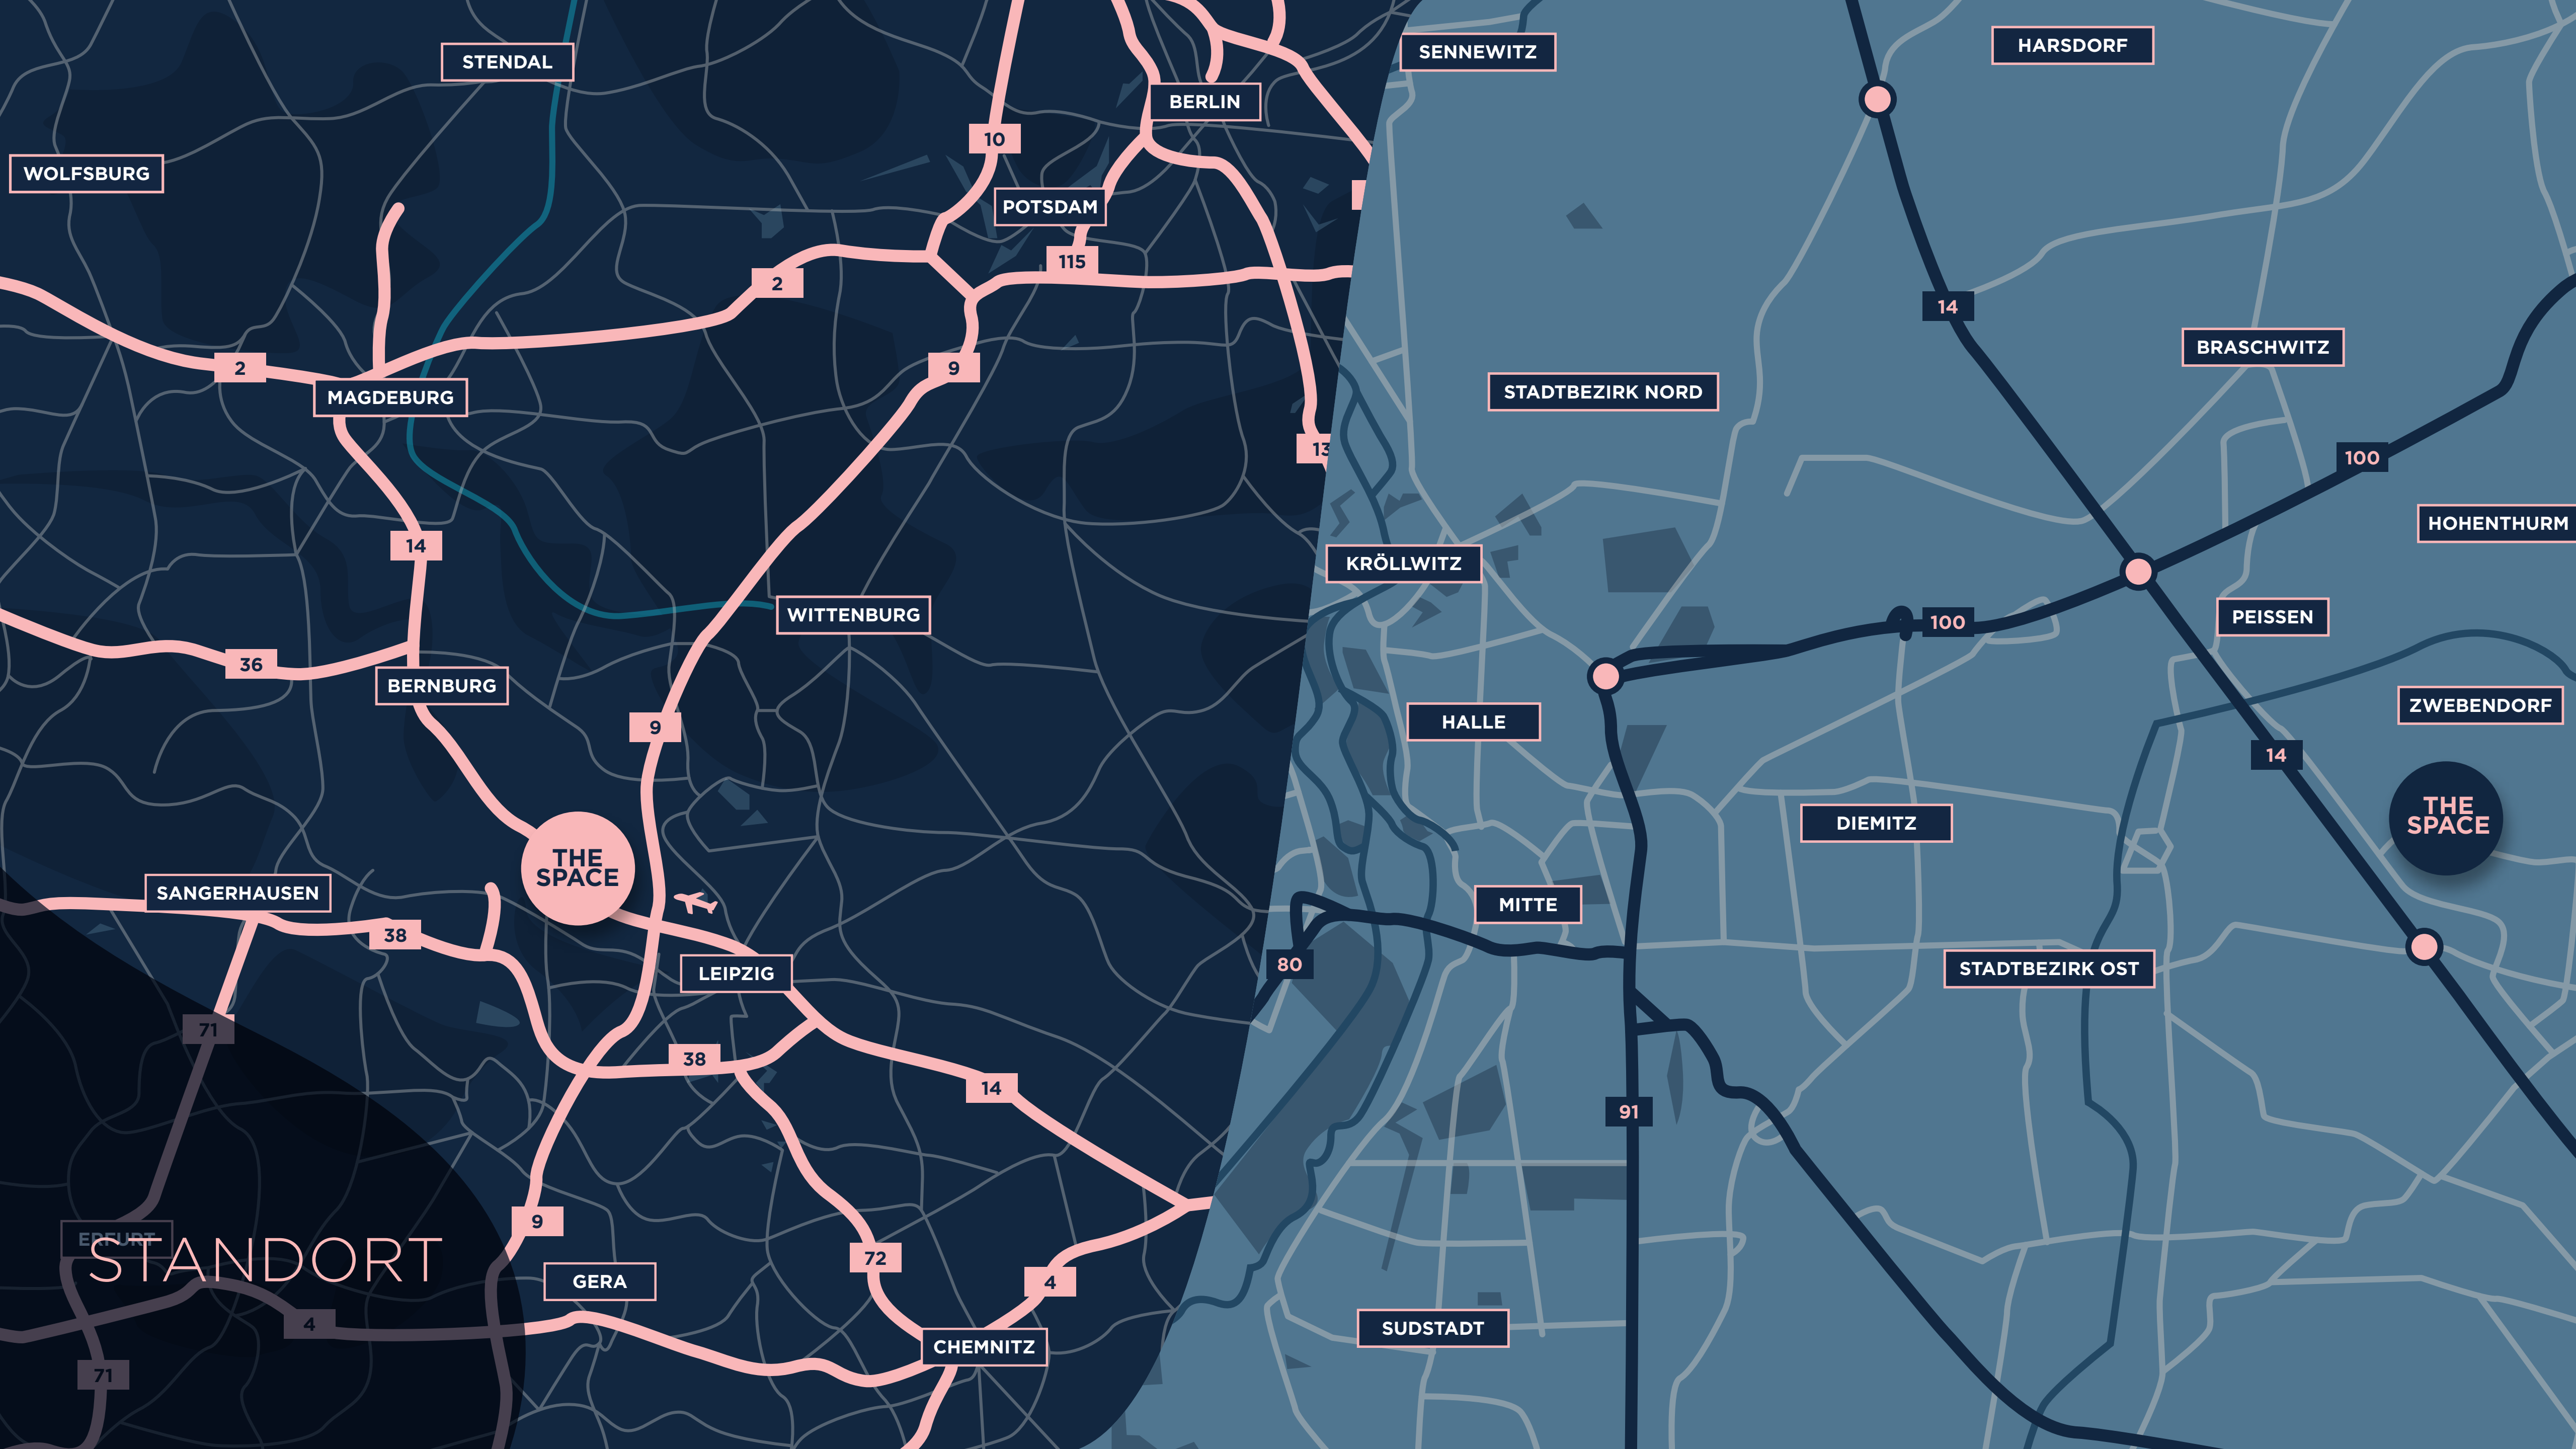 STENDAL
BERLIN
10
WOLFSBURG
POTSDAM
115
2
2
9
MAGDEBURG
13
14
WITTENBURG
36
BERNBURG
9
THE
SPACE
SANGERHAUSEN
38
LEIPZIG
71
38
14
9
ERFURT
STANDORT
72
GERA
4
4
CHEMNITZ
71
SENNEWITZ
HARSDORF
14
BRASCHWITZ
STADTBEZIRK NORD
100
HOHENTHURM
KRÖLLWITZ
100
PEISSEN
ZWEBENDORF
HALLE
14
THE
SPACE
DIEMITZ
MITTE
80
STADTBEZIRK OST
91
SUDSTADT